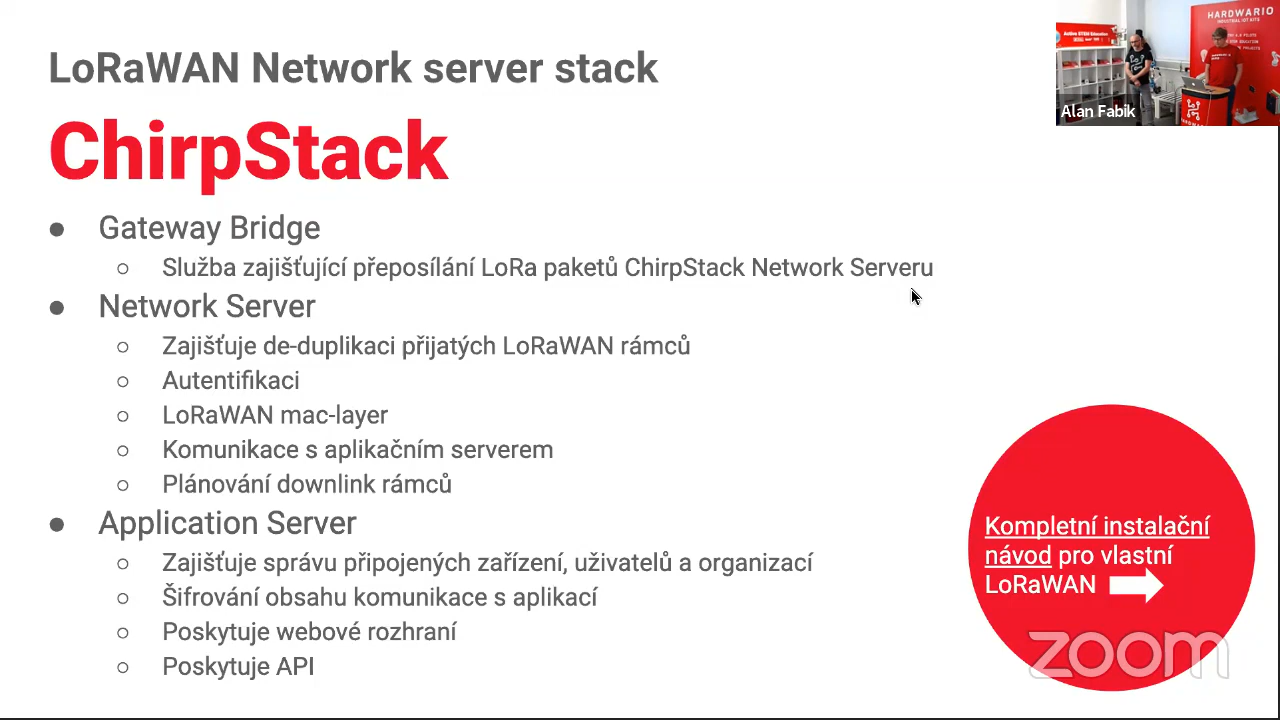 LoRaWAN Network server stack
ChirpStack
● Gateway Bridge
○ Služba zajišťující přeposílání LoRa paketů ChirpStack Network Serveru
● Network Server
○ Zajišťuje de-duplikaci přijatých LoRaWAN rámců
○ Autentifikaci
○ LoRaWAN mac-layer
○ Komunikace s aplikačním serverem
○ Plánování downlink rámců
● Application Server
○ Zajišťuje správu připojených zařízení, uživatelů a organizací
○ Šifrování obsahu komunikace s aplikací
○ Poskytuje webové rozhraní
○ Poskytuje API
Kompletní instalační
návod pro vlastní
LoRaWAN
zoom
HARDWARIO
INDUSTRIAL IOT KITS
Active STEM Education
Alan Fabik